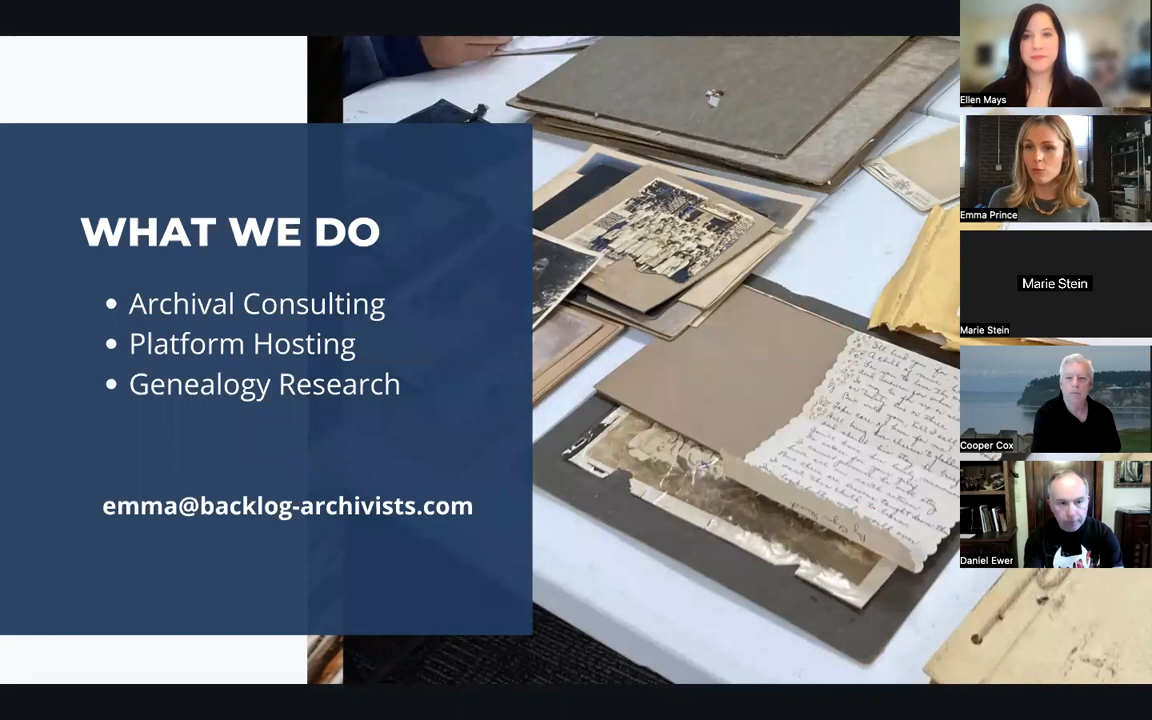 WHAT WE DO
• Archival Consulting
• Platform Hosting
• Genealogy Research
emma@backlog-archivists.com
Ellen Mays
Emma Prince
Marie Stein
Marie Stein
Cooper Cox
Daniel Ewer